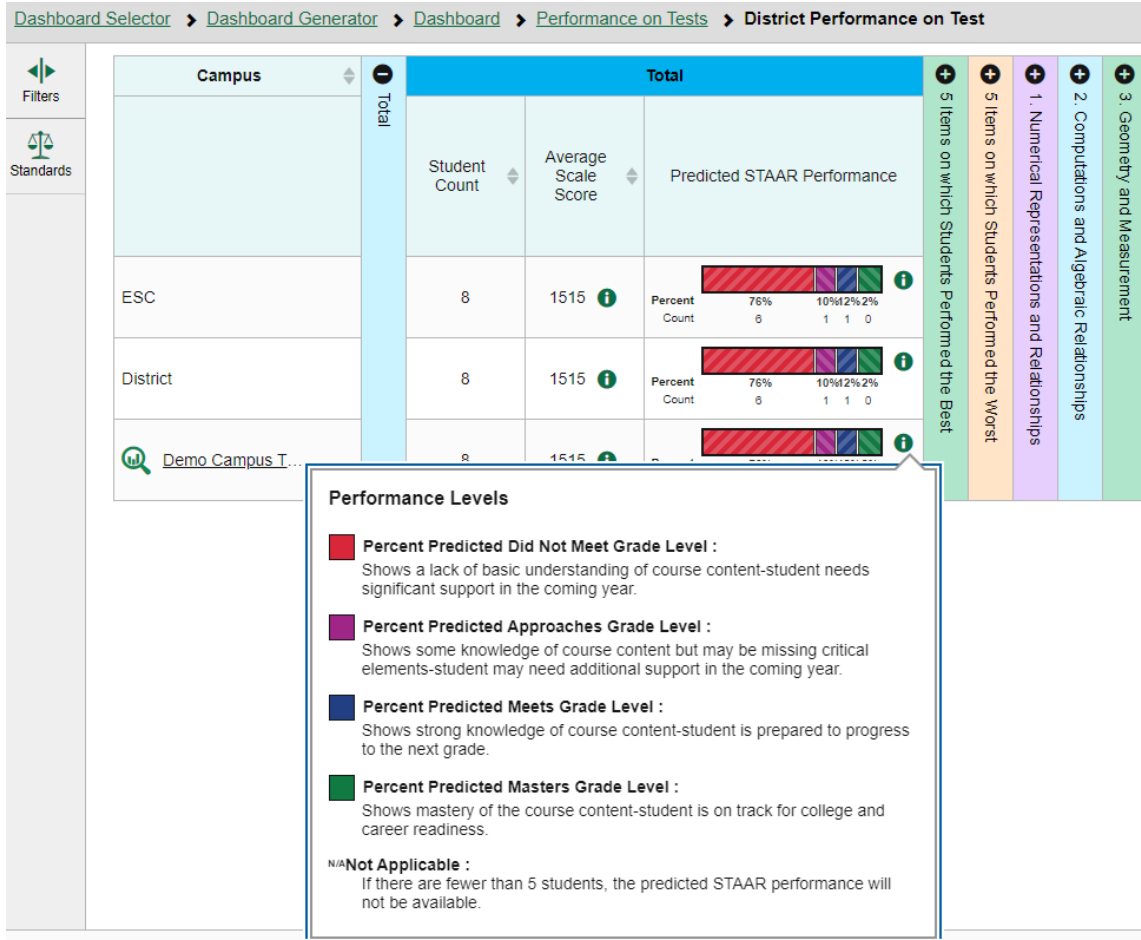 Dashboard Selector > Dashboard Generator > Dashboard > Performance on Tests > District Performance on Test
Filters
Standards
Campus
Total
Total
Student Count
Average Scale Score
Predicted STAAR Performance
5 Items on which Students Performed the Best
5 Items on which Students Performed the Worst
1. Numerical Representations and Relationships
2. Computations and Algebraic Relationships
3. Geometry and Measurement
ESC 8 1515
Percent 76% 10% 12% 2%
Count 6 1 1 0
District 8 1515
Percent 76% 10% 12% 2%
Count 6 1 1 0
Demo Campus T... 8 1515
Performance Levels
Percent Predicted Did Not Meet Grade Level :
Shows a lack of basic understanding of course content-student needs
significant support in the coming year.
Percent Predicted Approaches Grade Level :
Shows some knowledge of course content but may be missing critical
elements-student may need additional support in the coming year.
Percent Predicted Meets Grade Level :
Shows strong knowledge of course content-student is prepared to progress
to the next grade.
Percent Predicted Masters Grade Level :
Shows mastery of the course content-student is on track for college and
career readiness.
N/A Not Applicable :
If there are fewer than 5 students, the predicted STAAR performance will
not be available.